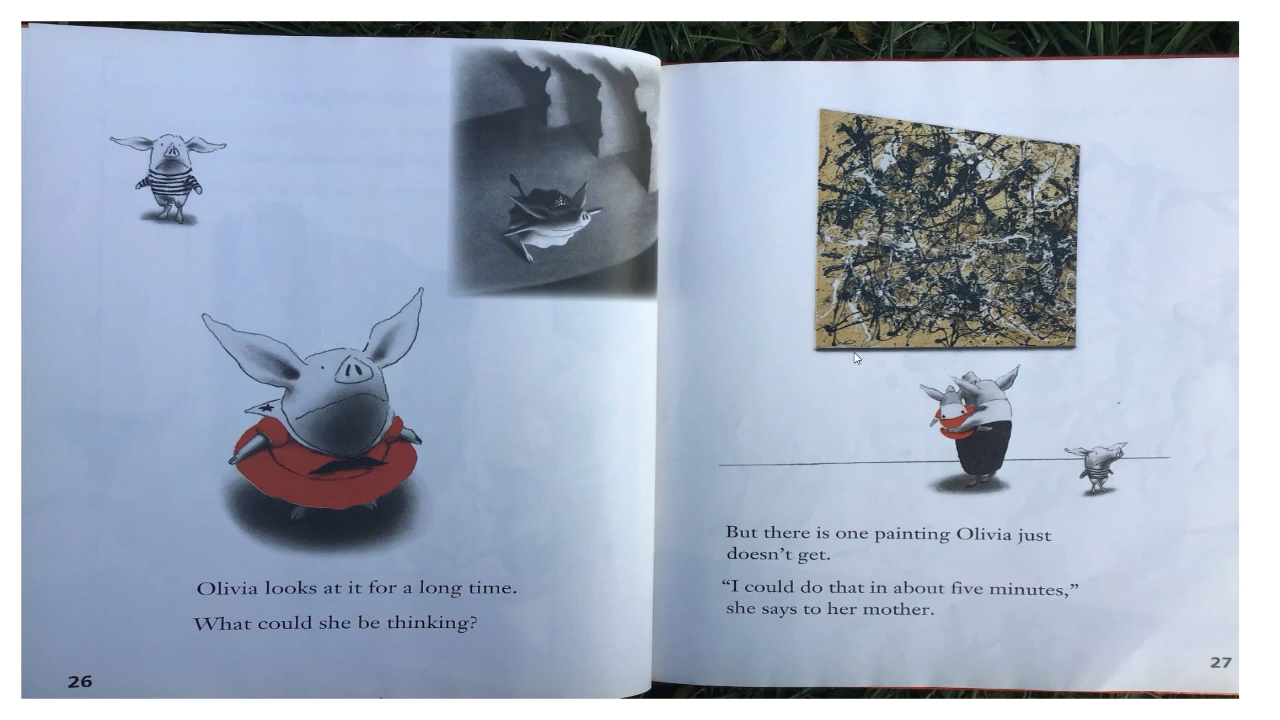 Olivia looks at it for a long time.
What could she be thinking?
26
But there is one painting Olivia just
doesn't get.
“I could do that in about five minutes,”
she says to her mother.
27